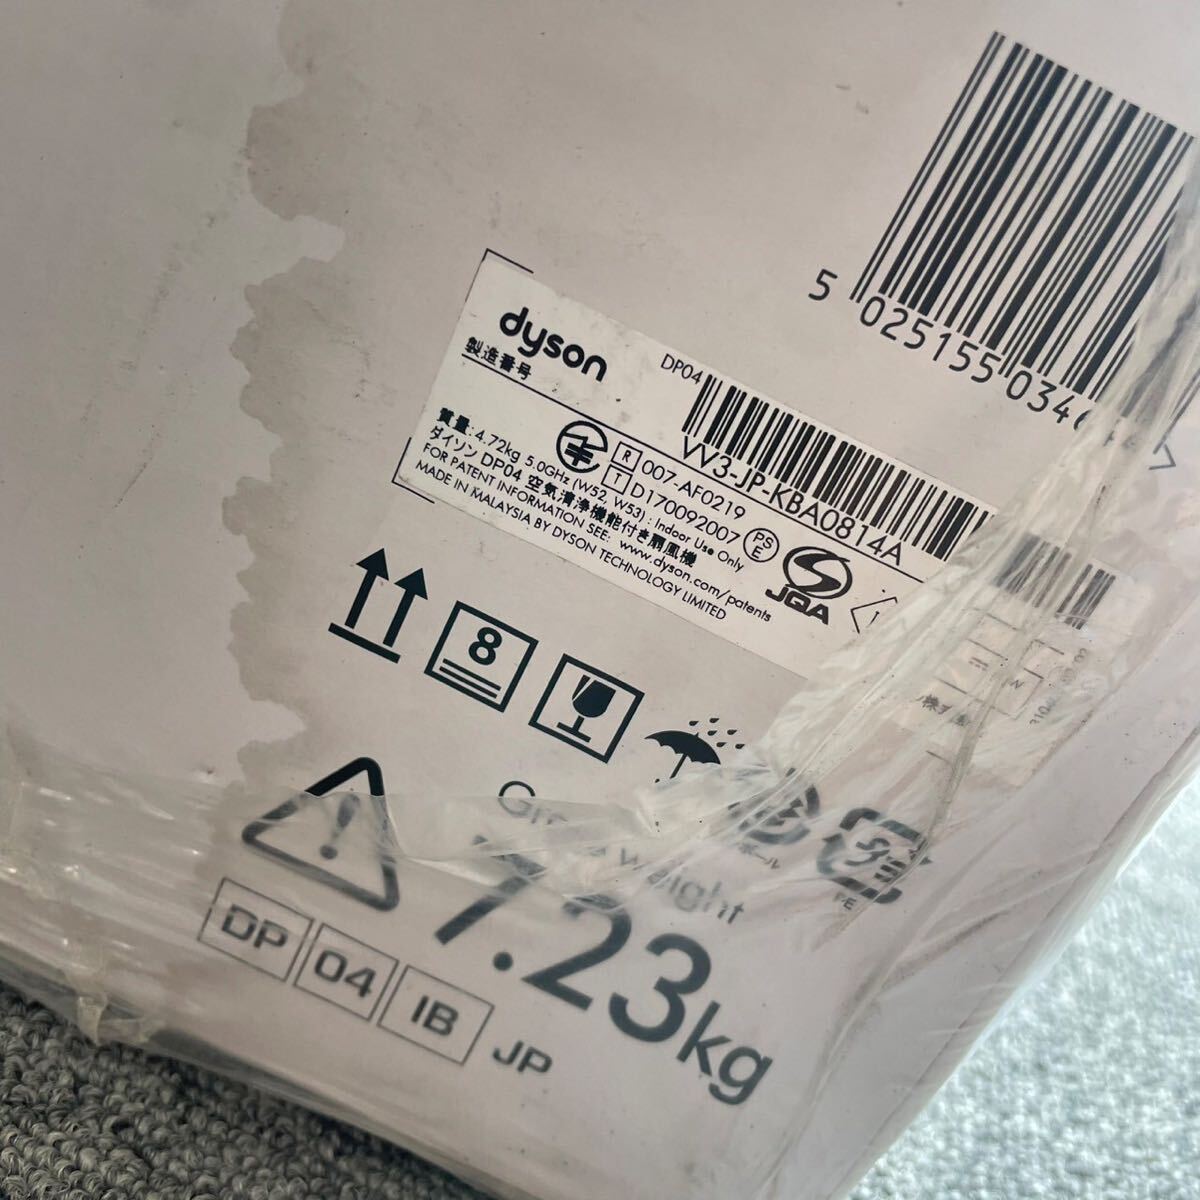 5 025155 034
dyson
製造番号
DP04
VV3-JP-KBA0814A
R 007-AF0219
T D170092007
PS
E
JQA
質量:4.72kg 5.0GHz (W52, W53) : Indoor Use Only
ダイソン DP04 空気清浄機能付き扇風機
FOR PATENT INFORMATION SEE: www.dyson.com/patents
MADE IN MALAYSIA BY DYSON TECHNOLOGY LIMITED
8
weight
7.23kg
PE
DP 04 IB JP